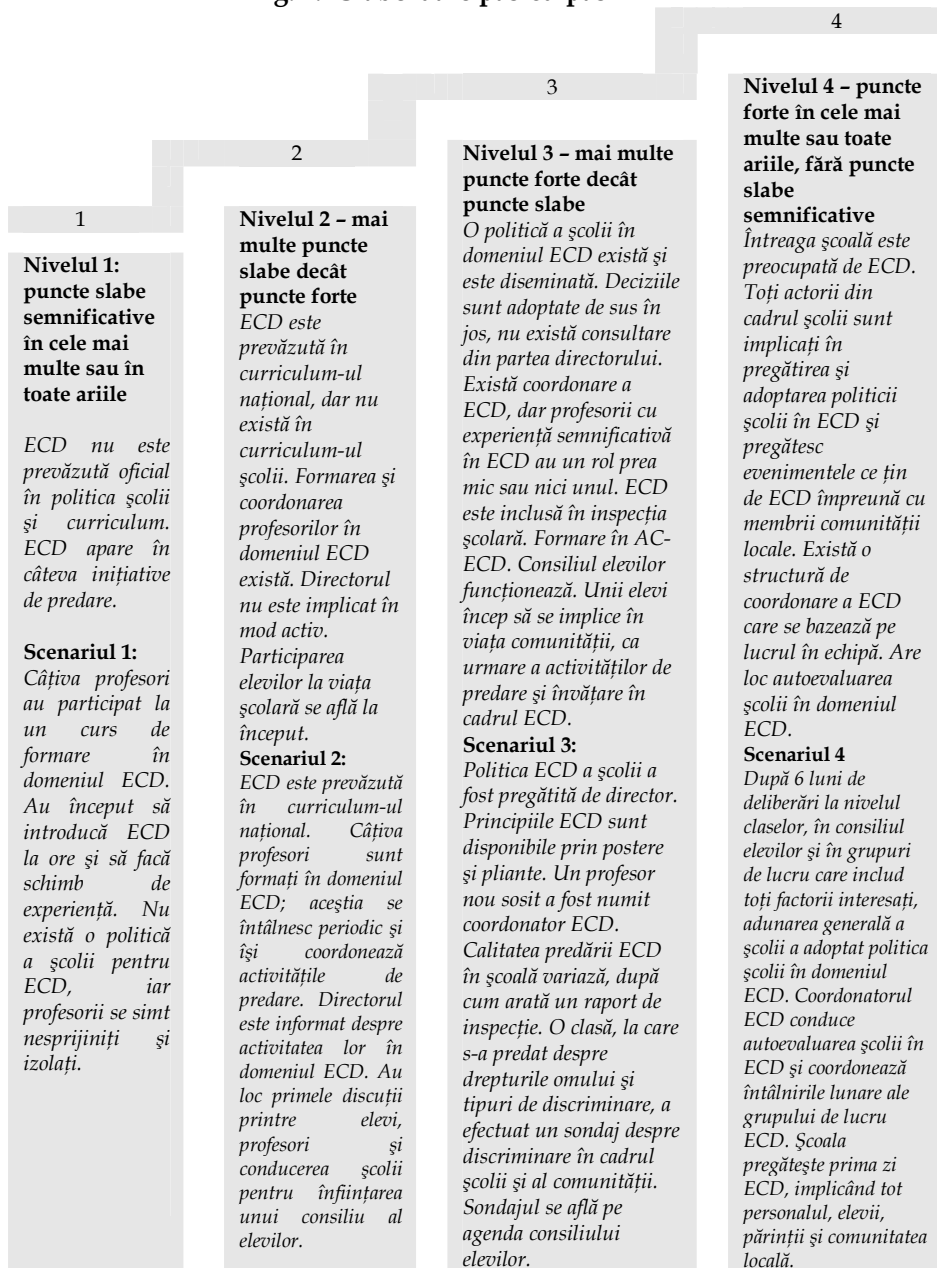 1
Nivelul 1:
puncte slabe
semnificative
în cele mai
multe sau în
toate ariile
ECD nu este
prevăzută oficial
în politica şcolii
şi curriculum.
ECD apare în
câteva iniţiative
de predare.
Scenariul 1:
Câţiva profesori
au participat la
un curs de
formare în
domeniul ECD.
Au început să
introducă ECD
la ore şi să facă
schimb de
experienţă. Nu
există o politică
a şcolii pentru
ECD, iar
profesorii se simt
nesprijiniţi şi
izolaţi.
2
Nivelul 2 – mai
multe puncte
slabe decât
puncte forte
ECD este
prevăzută în
curriculum-ul
naţional, dar nu
există în
curriculum-ul
şcolii. Formarea şi
coordonarea
profesorilor în
domeniul ECD
există. Directorul
nu este implicat în
mod activ.
Participarea
elevilor la viaţa
şcolară se află la
început.
Scenariul 2:
ECD este prevăzută
în curriculum-ul
naţional. Câţiva
profesori sunt
formaţi în domeniul
ECD; aceştia se
întâlnesc periodic şi
îşi coordonează
activităţile de
predare. Directorul
este informat despre
activitatea lor în
domeniul ECD. Au
loc primele discuţii
printre elevi,
profesori şi
conducerea şcolii
pentru înfiinţarea
unui consiliu al
elevilor.
3
Nivelul 3 – mai multe
puncte forte decât
puncte slabe
O politică a şcolii în
domeniul ECD există şi
este diseminată. Deciziile
sunt adoptate de sus în
jos, nu există consultare
din partea directorului.
Există coordonare a
ECD, dar profesorii cu
experienţă semnificativă
în ECD au un rol prea
mic sau nici unul. ECD
este inclusă în inspecţia
şcolară. Formare în AC-
ECD. Consiliul elevilor
funcţionează. Unii elevi
încep să se implice în
viaţa comunităţii, ca
urmare a activităţilor de
predare şi învăţare în
cadrul ECD.
Scenariul 3:
Politica ECD a şcolii a
fost pregătită de director.
Principiile ECD sunt
disponibile prin postere
şi pliante. Un profesor
nou sosit a fost numit
coordonator ECD.
Calitatea predării ECD
în şcoală variază, după
cum arată un raport de
inspecţie. O clasă, la care
s-a predat despre
drepturile omului şi
tipuri de discriminare, a
efectuat un sondaj despre
discriminare în cadrul
şcolii şi al comunităţii.
Sondajul se află pe
agenda consiliului
elevilor.
4
Nivelul 4 – puncte
forte în cele mai
multe sau toate
ariile, fără puncte
slabe
semnificative
Întreaga şcoală este
preocupată de ECD.
Toţi actorii din
cadrul şcolii sunt
implicaţi în
pregătirea şi
adoptarea politicii
şcolii în ECD şi
pregătesc
evenimentele ce ţin
de ECD împreună cu
membrii comunităţii
locale. Există o
structură de
coordonare a ECD
care se bazează pe
lucrul în echipă. Are
loc autoevaluarea
şcolii în domeniul
ECD.
Scenariul 4
După 6 luni de
deliberări la nivelul
claselor, în consiliul
elevilor şi în grupuri
de lucru care includ
toţi factorii interesaţi,
adunarea generală a
şcolii a adoptat politica
şcolii în domeniul
ECD. Coordonatorul
ECD conduce
autoevaluarea şcolii în
ECD şi coordonează
întâlnirile lunare ale
grupului de lucru
ECD. Şcoala
pregăteşte prima zi
ECD, implicând tot
personalul, elevii,
părinţii şi comunitatea
locală.